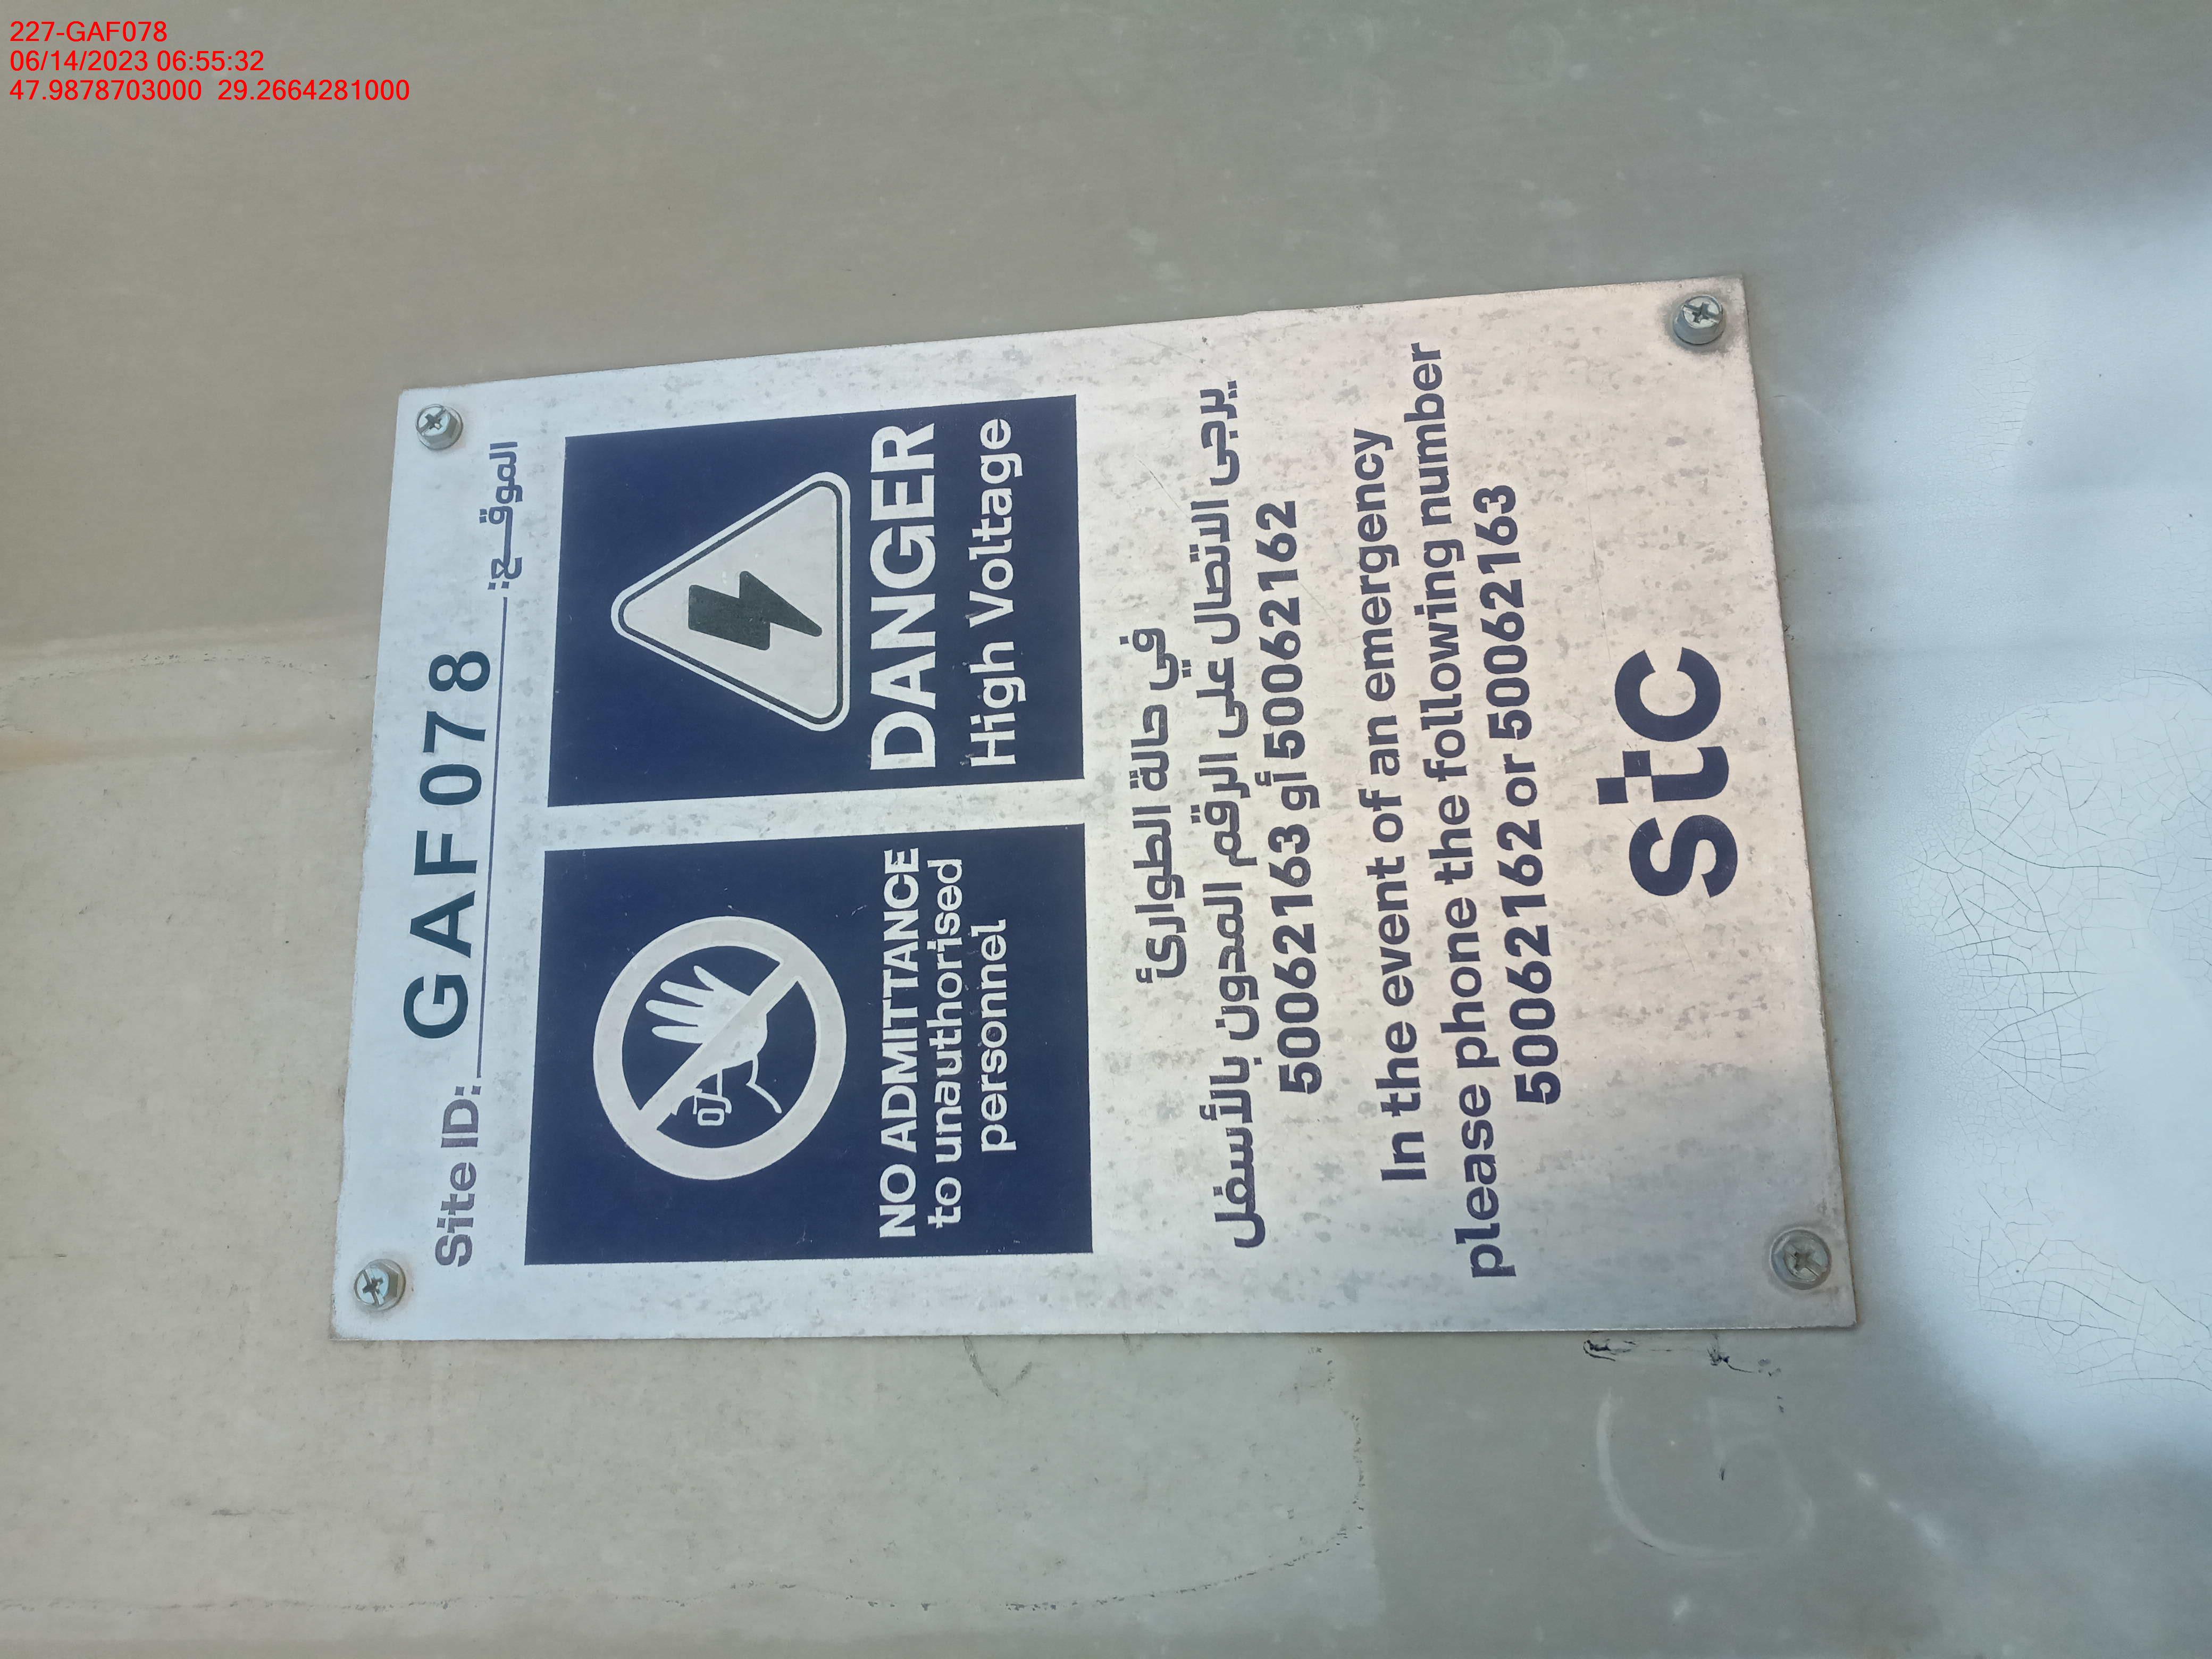 227-GAF078
06/14/2023 06:55:32
47.9878703000 29.2664281000
Site ID: GAF078 الموقــع:
NO ADMITTANCE
to unauthorised
personnel
DANGER
High Voltage
في حالة الطوارئ
يرجى الاتصال على الرقم المدون بالأسفل
50062163 أو 50062162
In the event of an emergency
please phone the following number
50062162 or 50062163
stc